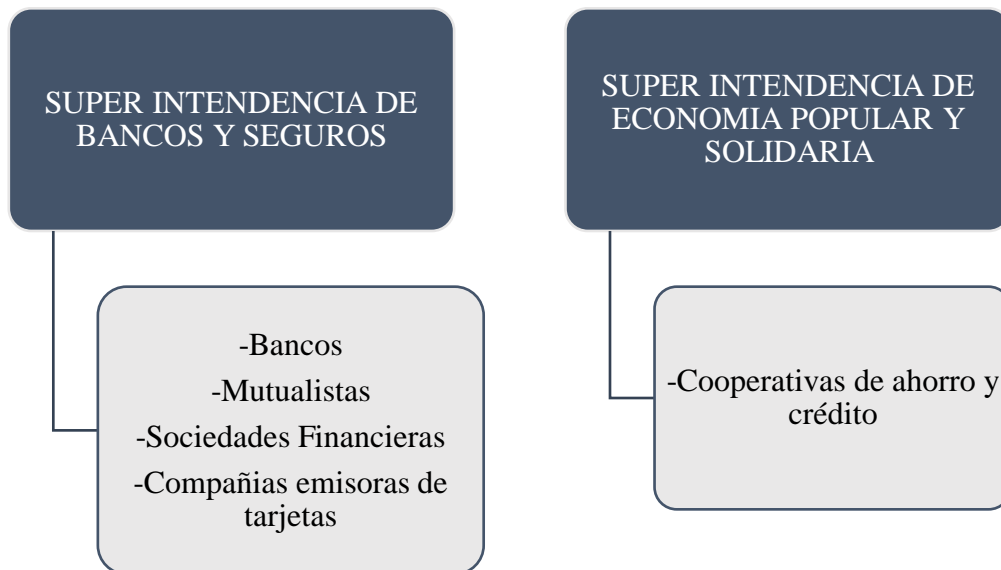 SUPER INTENDENCIA DE
BANCOS Y SEGUROS
-Bancos
-Mutualistas
-Sociedades Financieras
-Compañias emisoras de
tarjetas
SUPER INTENDENCIA DE
ECONOMIA POPULAR Y
SOLIDARIA
-Cooperativas de ahorro y
crédito